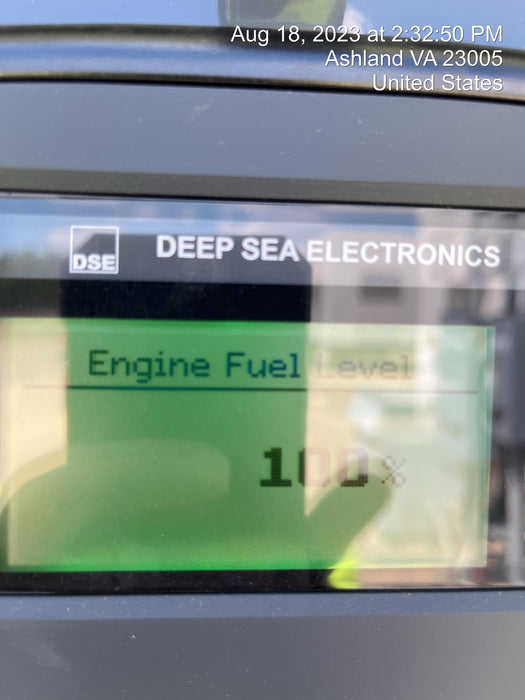 Aug 18, 2023 at 2:32:50 PM
Ashland VA 23005
United States
DSE DEEP SEA ELECTRONICS
Engine Fuel Level
100%